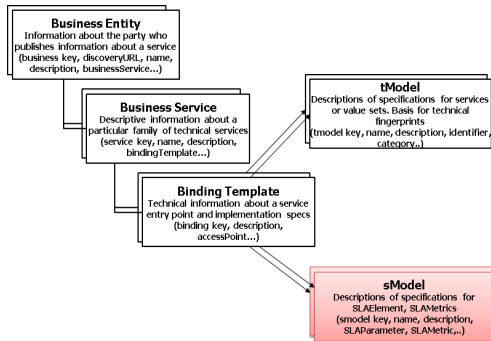 Business Entity
Information about the party who
publishes information about a service
(business key, discoveryURL, name,
description, businessService...)
Business Service
Descriptive information about a
particular family of technical services
(service key, name, description,
bindingTemplate...)
tModel
Descriptions of specifications for services
or value sets. Basis for technical
fingerprints
(tmodel key, name, description, identifier,
category..)
Binding Template
Technical information about a service
entry point and implementation specs
(binding key, description,
accessPoint...)
sModel
Descriptions of specifications for
SLAElement, SLAMetrics
(smodel key, name, description,
SLAParameter, SLAMetric,..)